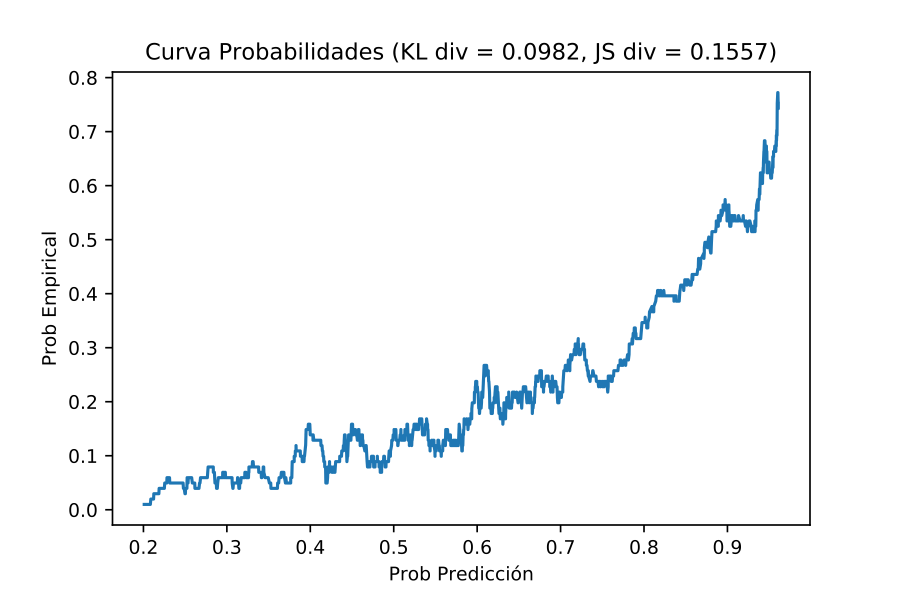 Curva Probabilidades (KL div = 0.0982, JS div = 0.1557)
0.8
0.7
0.6
0.5
0.4
0.3
0.2
0.1
0.0
Prob Empirical
0.2 0.3 0.4 0.5 0.6 0.7 0.8 0.9
Prob Predicción